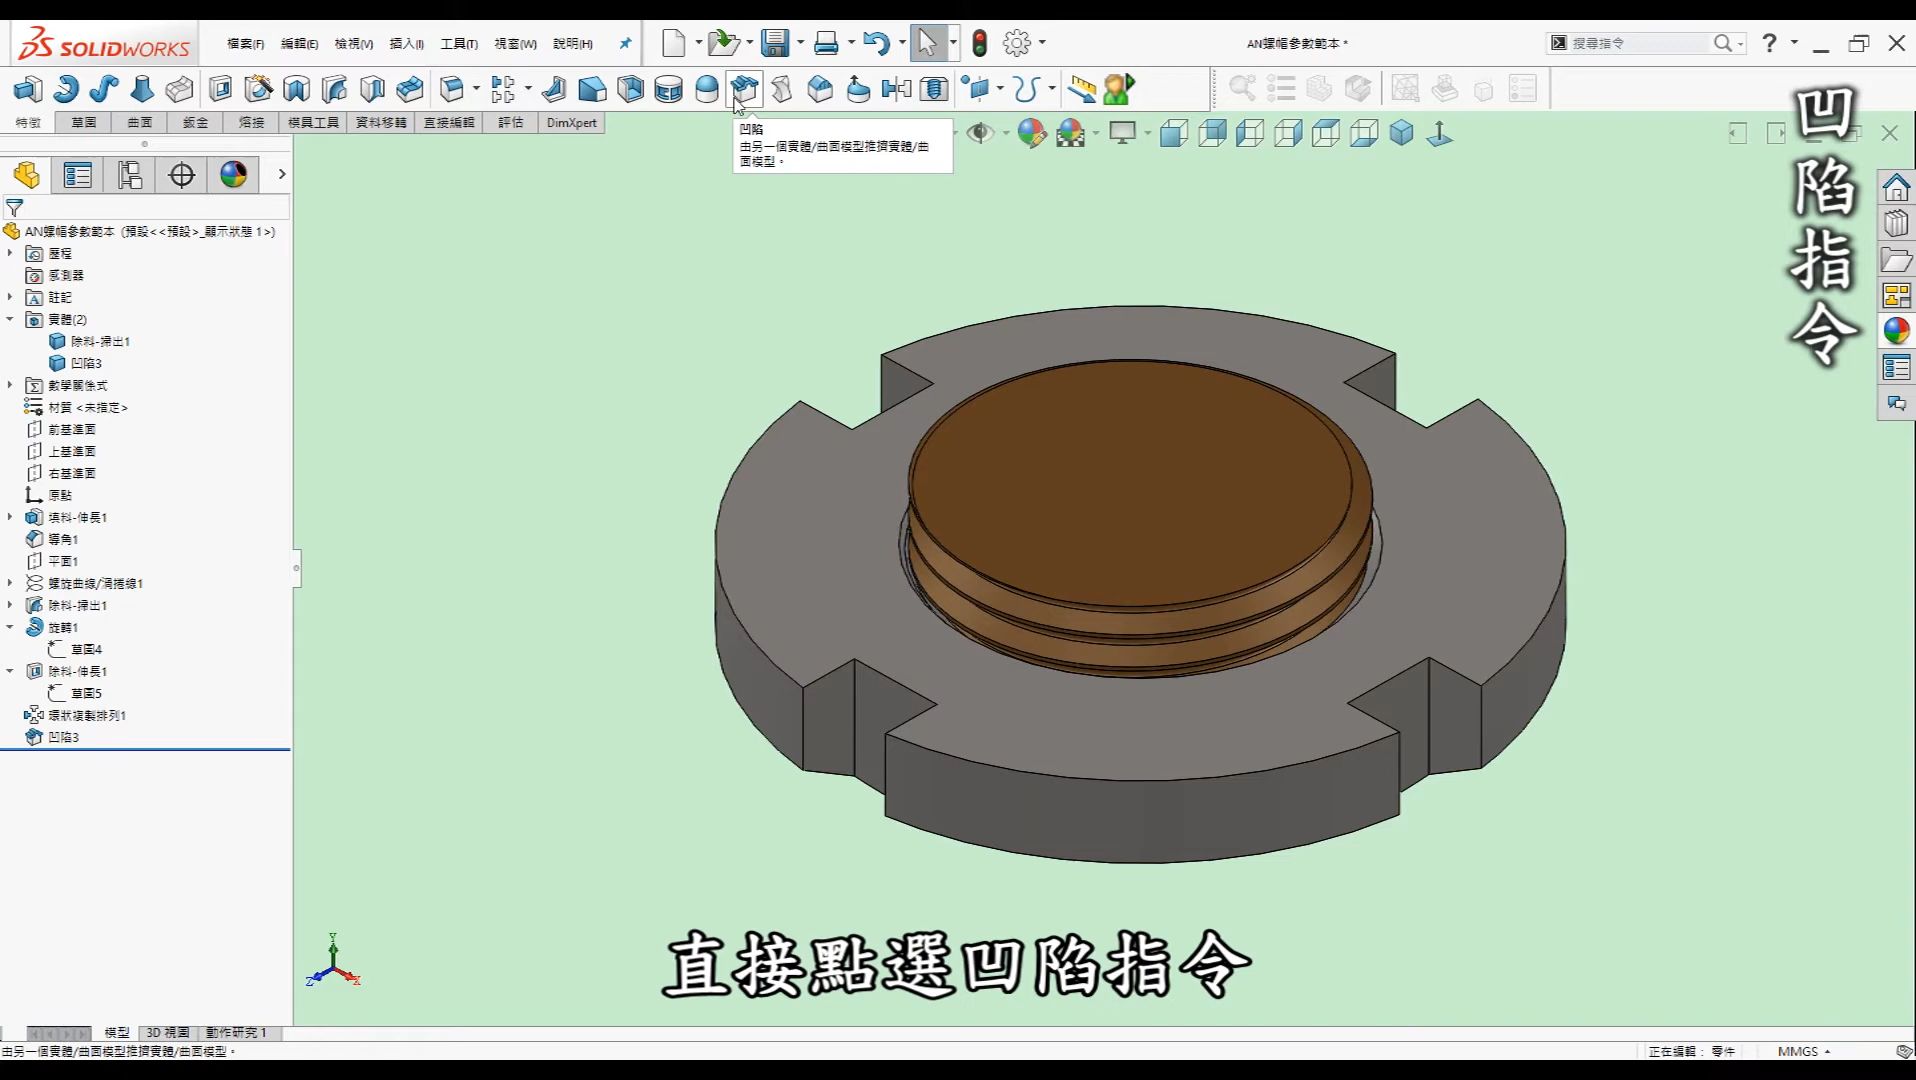 SOLIDWORKS
檔案(F) 編輯(E) 檢視(V) 插入(I) 工具(T) 視窗(W) 說明(H)
AN螺帽參數範本 *
搜尋指令
?
特徵 草圖 曲面 鈑金 熔接 模具工具 資料移轉 直接編輯 評估 DimXpert
凹陷
由另一個實體/曲面模型推擠實體/曲
面模型。
凹陷指令
AN螺帽參數範本 (預設<<預設>_顯示狀態 1>)
歷程
感測器
註記
實體(2)
除料-掃出1
凹陷3
數學關係式
材質 <未指定>
前基準面
上基準面
右基準面
原點
填料-伸長1
導角1
平面1
螺旋曲線/渦捲線1
除料-掃出1
旋轉1
草圖4
除料-伸長1
草圖5
環狀複製排列1
凹陷3
Y
Z
X
直接點選凹陷指令
模型 3D 視圖 動作研究 1
由另一個實體/曲面模型推擠實體/曲面模型。
正在編輯： 零件 MMGS